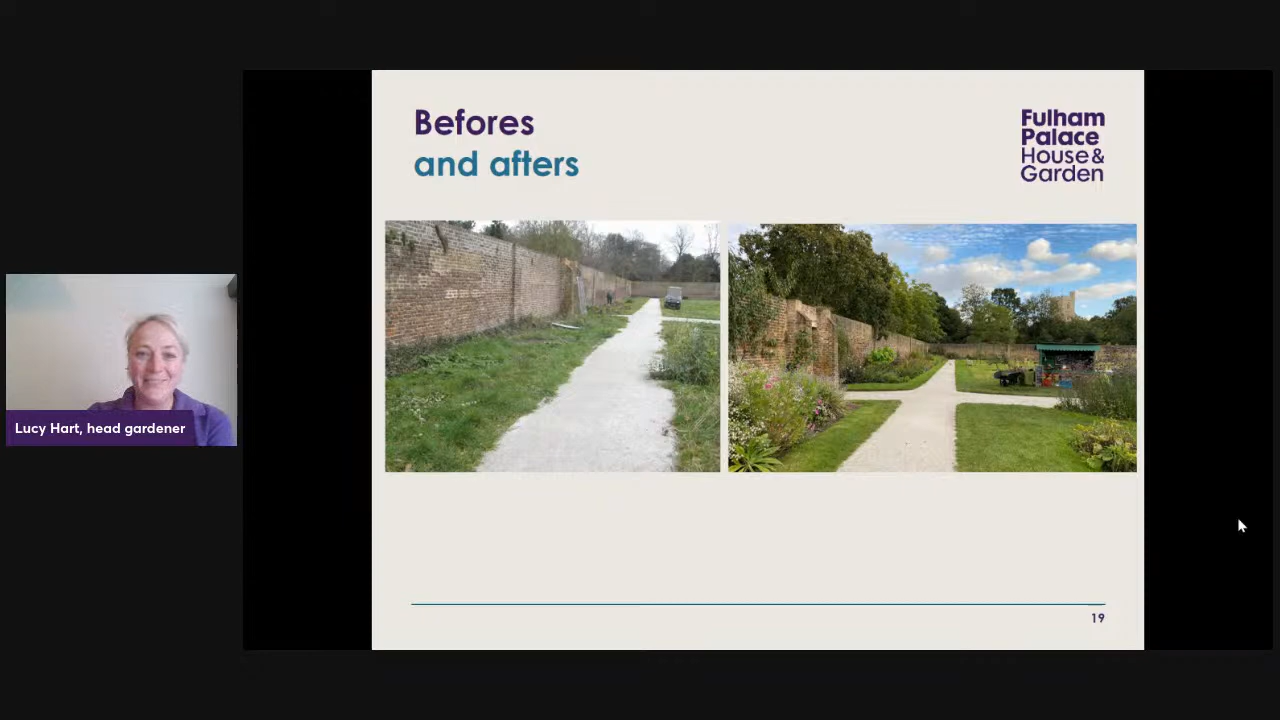 Befores
and afters
Fulham
Palace
House &
Garden
Lucy Hart, head gardener
19